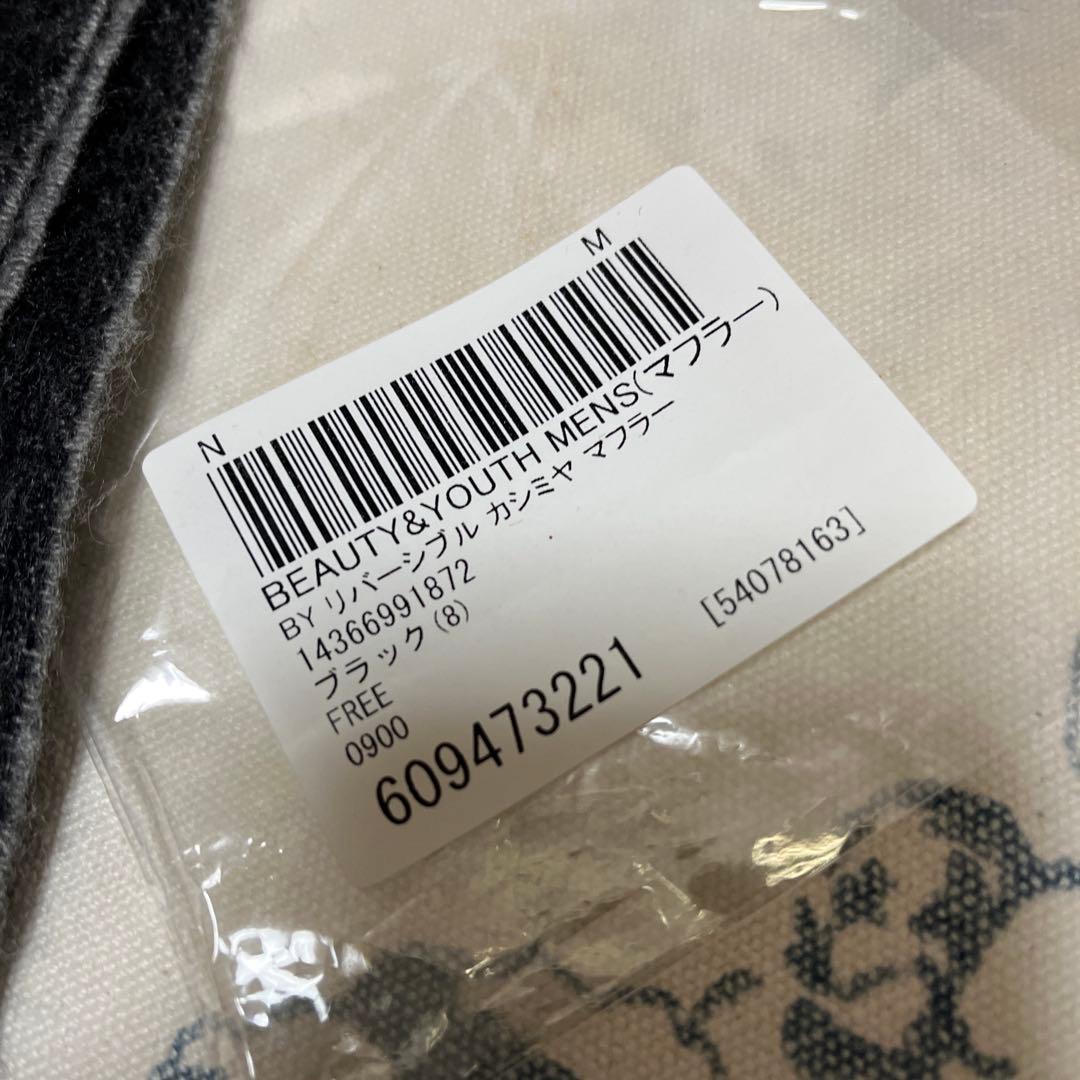 N M
BEAUTY&YOUTH MENS(マフラー)
BY リバーシブル カシミヤ マフラー
14366991872
ブラック(8)
FREE
0900
[54078163]
609473221